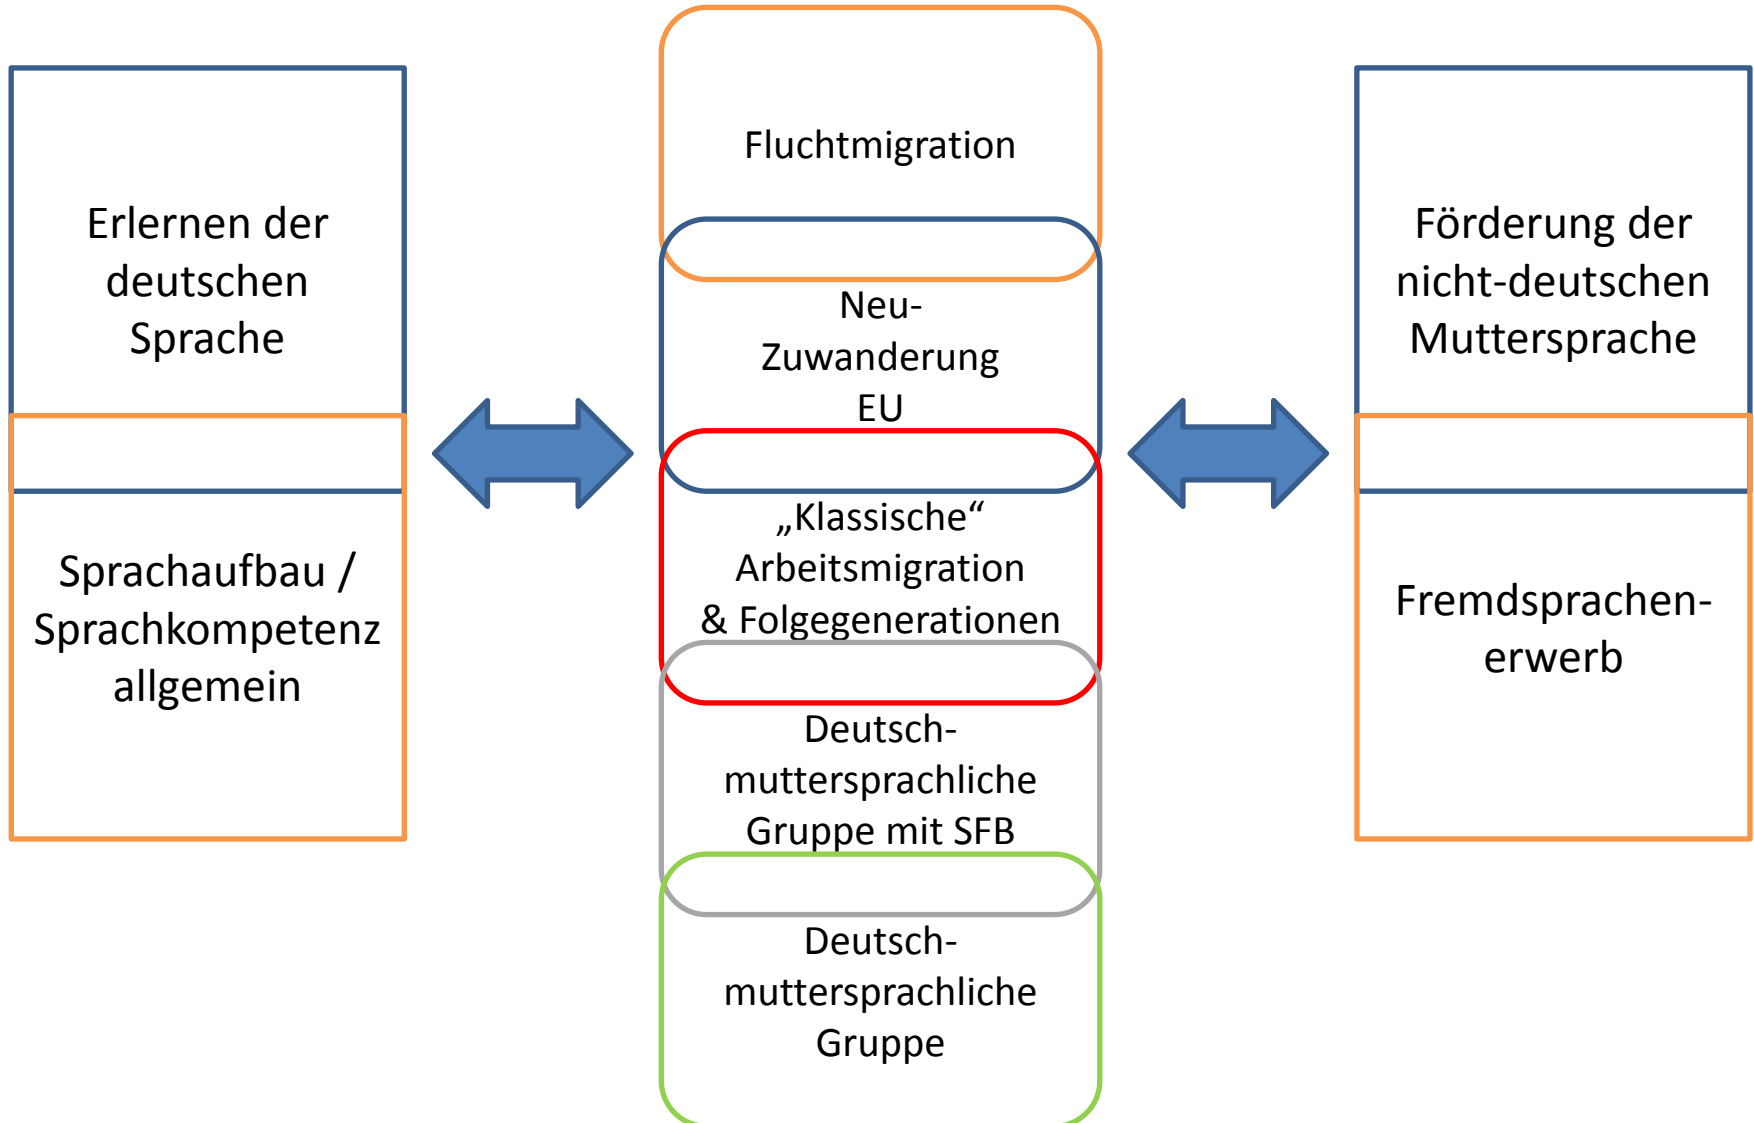 Erlernen der
deutschen
Sprache
Sprachaufbau /
Sprachkompetenz
allgemein
Fluchtmigration
Neu-
Zuwanderung
EU
„Klassische“
Arbeitsmigration
& Folgegenerationen
Deutsch-
muttersprachliche
Gruppe mit SFB
Deutsch-
muttersprachliche
Gruppe
Förderung der
nicht-deutschen
Muttersprache
Fremdsprachen-
erwerb